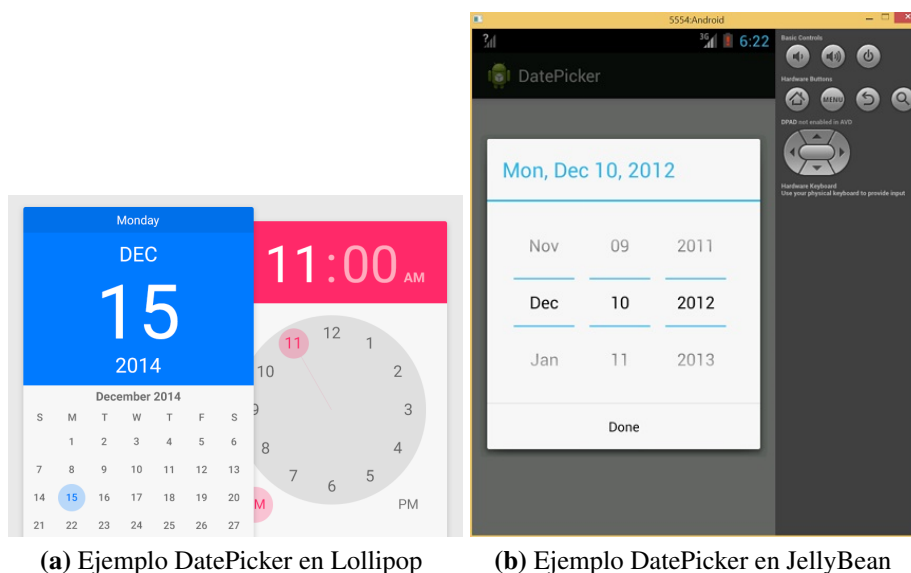 Monday
DEC
15
2014
December 2014
S M T W T F S
1 2 3 4 5 6
7 8 9 10 11 12 13
14 15 16 17 18 19 20
21 22 23 24 25 26 27
11:00 AM
12
11 1
10 2
9 3
8 4
7 5
6
M PM
(a) Ejemplo DatePicker en Lollipop
5554:Android
3G 6:22
DatePicker
Mon, Dec 10, 2012
Nov 09 2011
Dec 10 2012
Jan 11 2013
Done
Basic Controls
Hardware Buttons
MENU
DPAD not enabled in AVD
Hardware Keyboard
Use your physical keyboard to provide input
(b) Ejemplo DatePicker en JellyBean